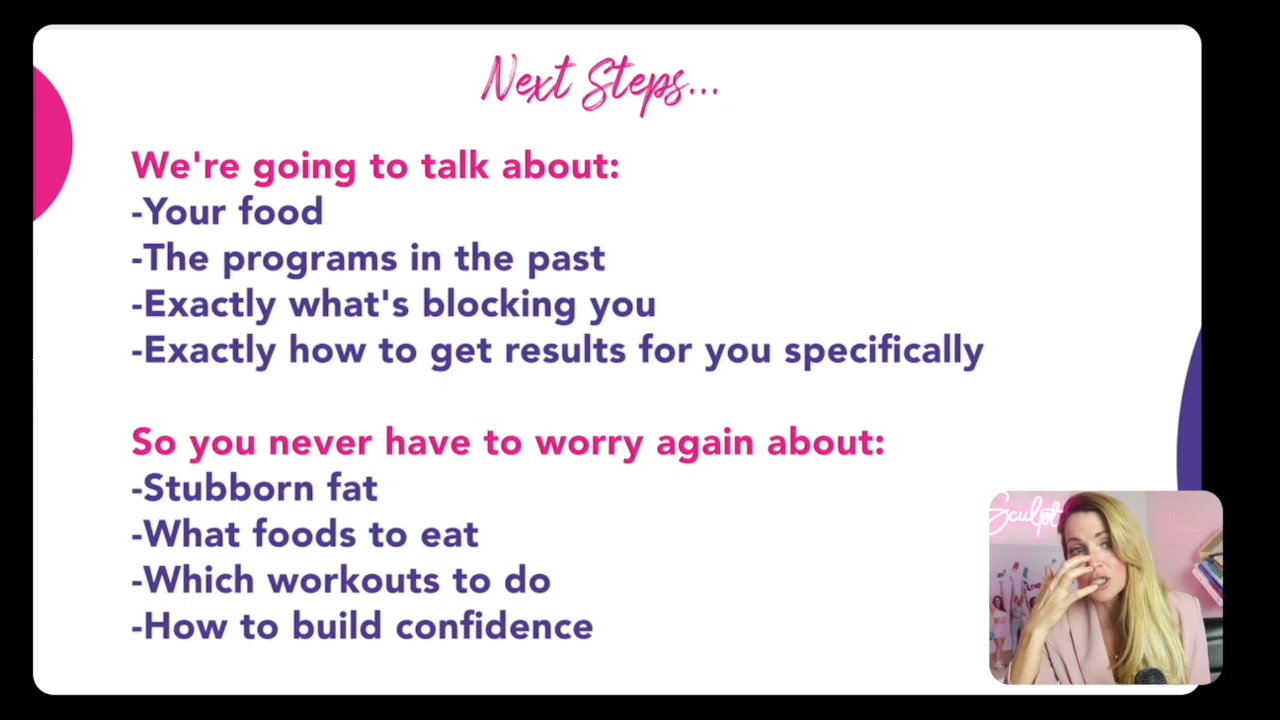 Next Steps...
We're going to talk about:
-Your food
-The programs in the past
-Exactly what's blocking you
-Exactly how to get results for you specifically
So you never have to worry again about:
-Stubborn fat
-What foods to eat
-Which workouts to do
-How to build confidence
Sculpt